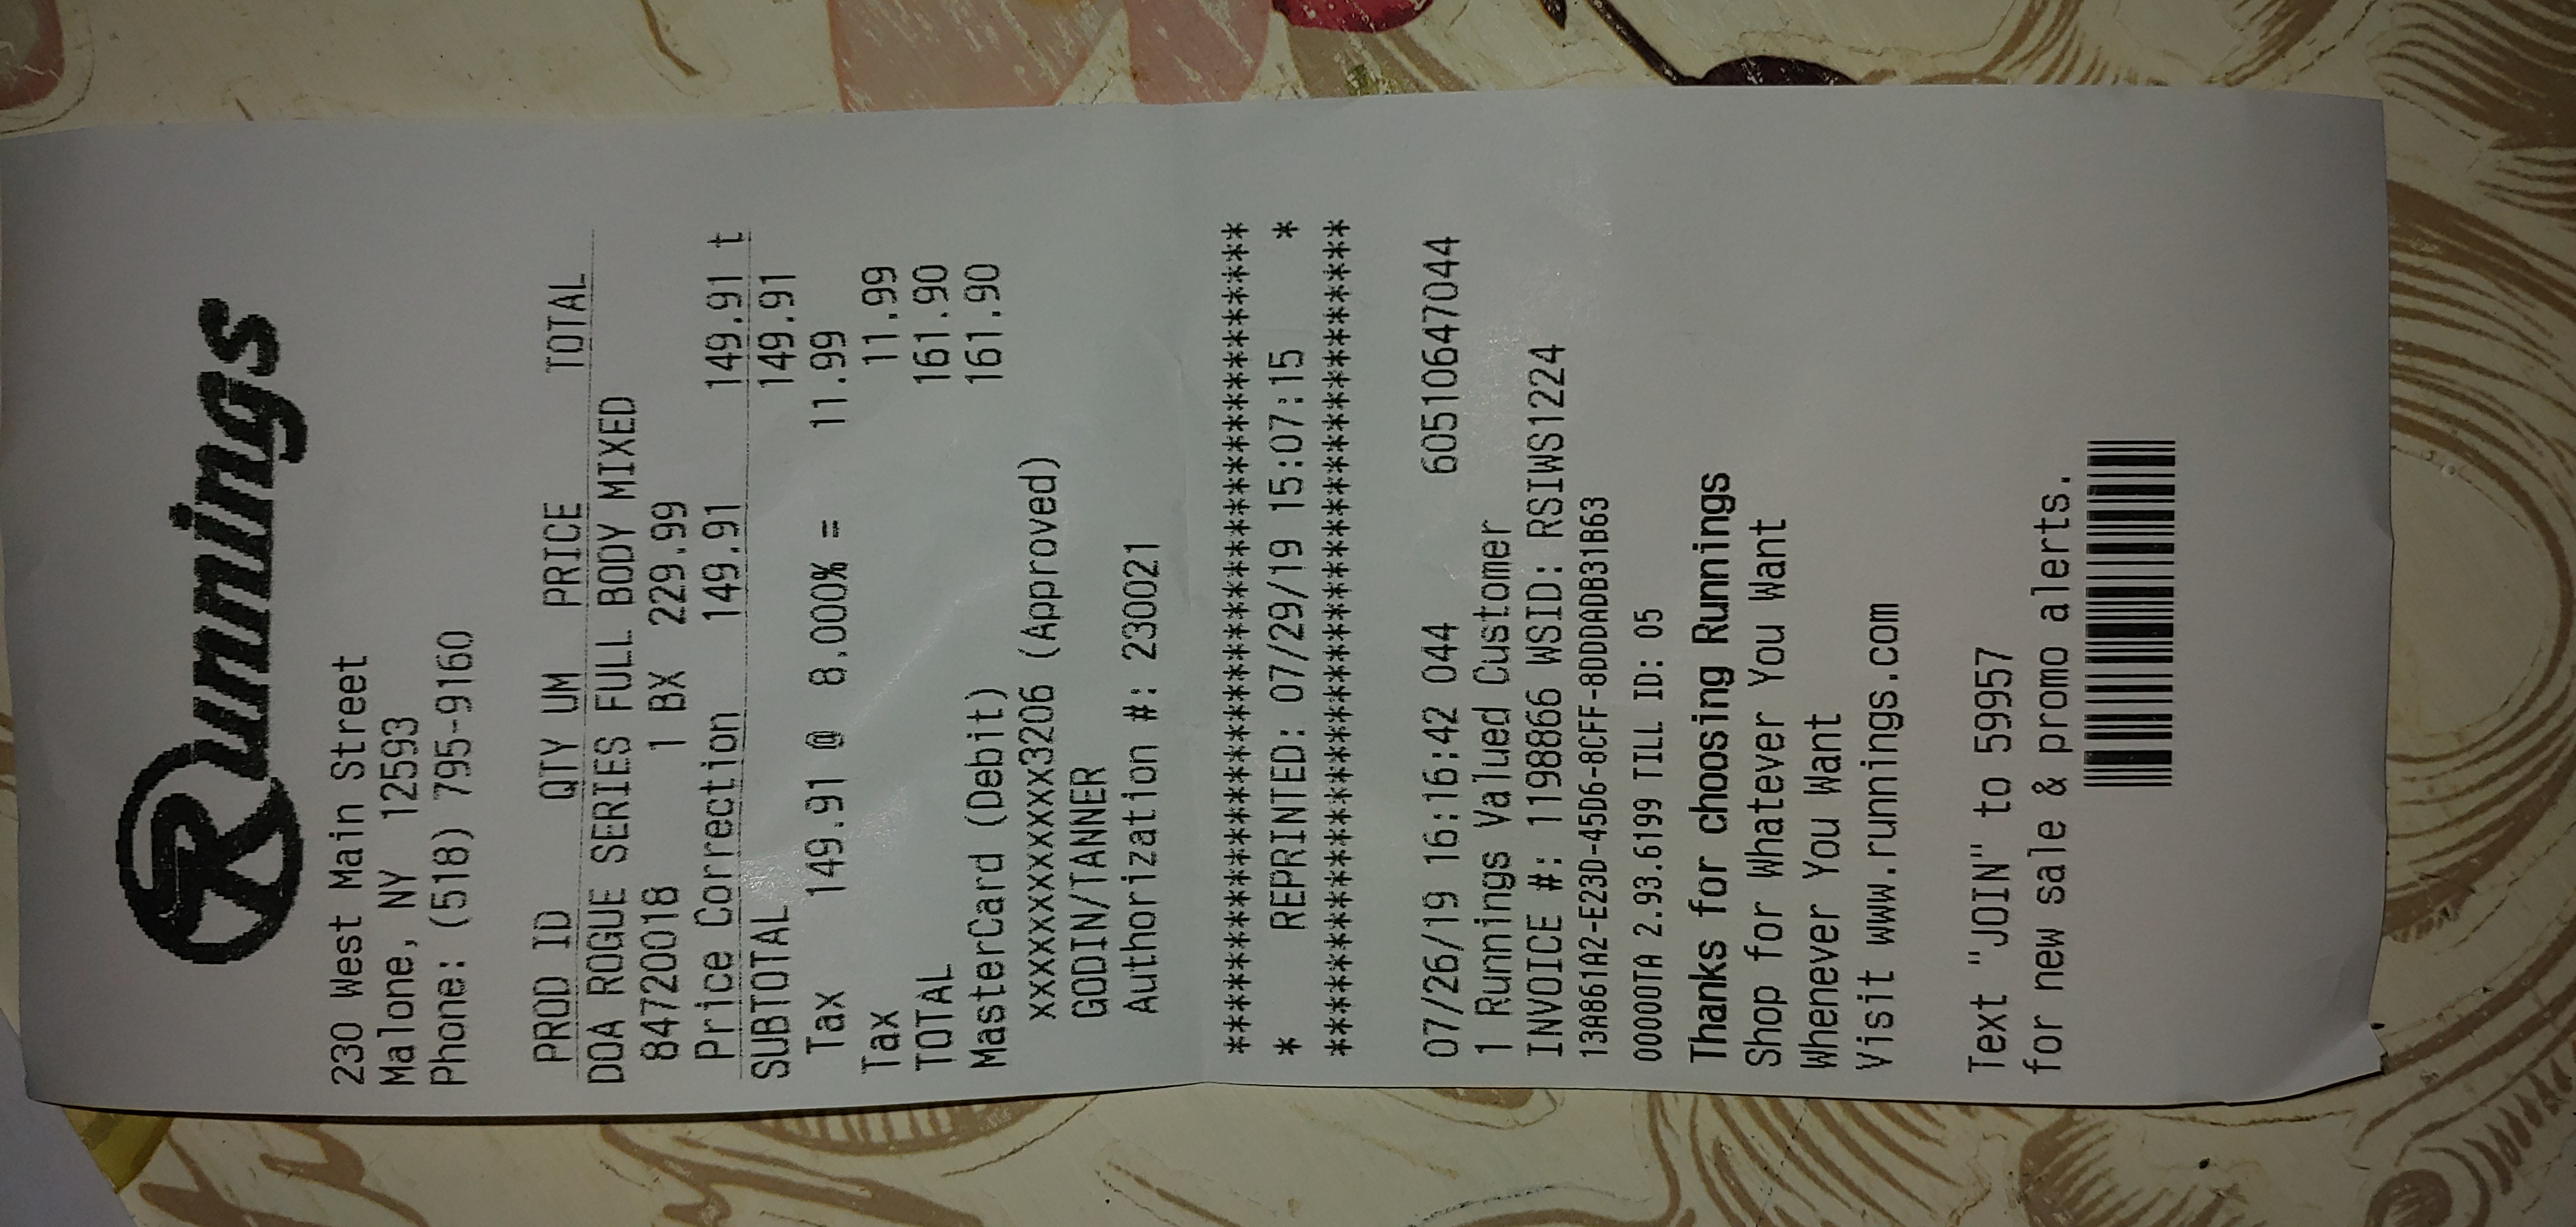 Runnings
230 West Main Street
Malone, NY 12593
Phone: (518) 795-9160
PROD ID QTY UM PRICE TOTAL
DOA ROGUE SERIES FULL BODY MIXED
84720018 1 BX 229.99
Price Correction 149.91 149.91 t
SUBTOTAL 149.91
Tax 149.91 @ 8.000% = 11.99
Tax 11.99
TOTAL 161.90
MasterCard (Debit) 161.90
xxxxxxxxxxxx3206 (Approved)
GODIN/TANNER
Authorization #: 230021
************************************
* REPRINTED: 07/29/19 15:07:15 *
************************************
07/26/19 16:16:42 044 6051064704​4
1 Runnings Valued Customer
INVOICE #: 119866 WSID: RSIWS1224
13A861A2-E23D-45D6-8CFF-8DDDADB31B63
00000TA 2.93.6199 TILL ID: 05
Thanks for choosing Runnings
Shop for Whatever You Want
Whenever You Want
Visit www.runnings.com
Text "JOIN" to 59957
for new sale & promo alerts.